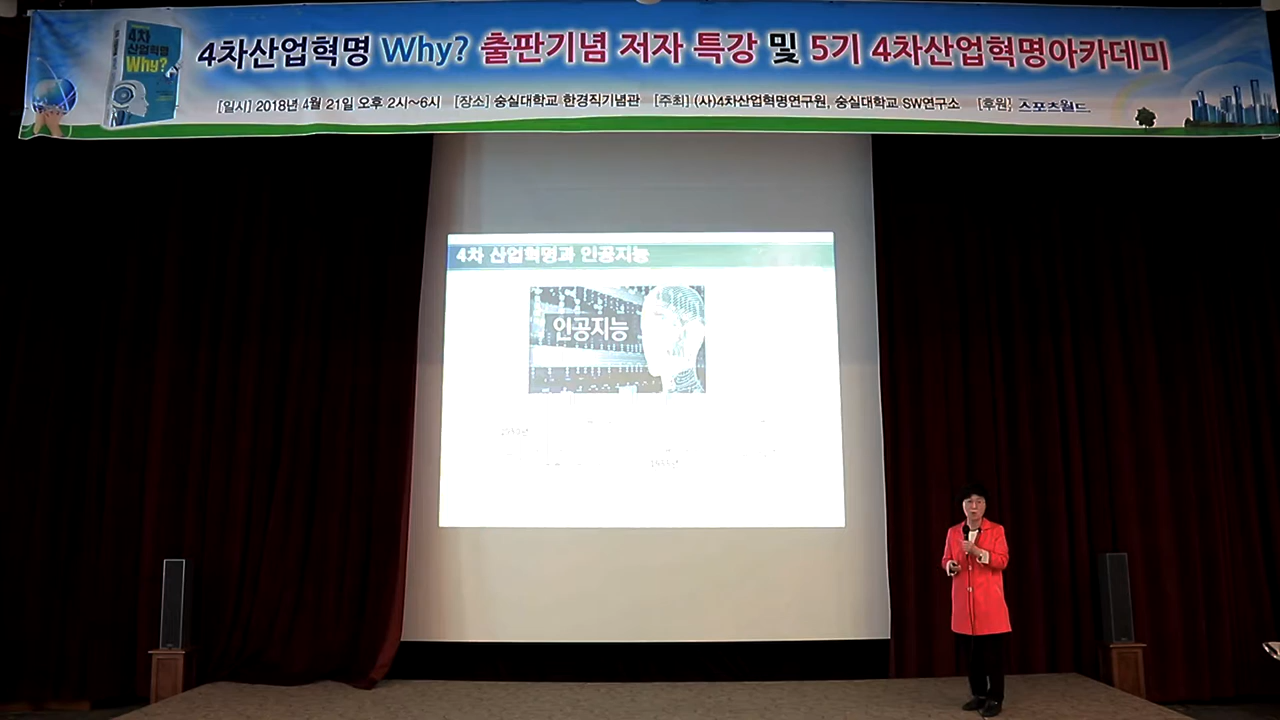 4차산업혁명 Why? 출판기념 저자 특강 및 5기 4차산업혁명아카데미
4차
산업혁명
Why?
[일시] 2018년 4월 21일 오후 2시~6시 [장소] 숭실대학교 한경직기념관 [주최] (사)4차산업혁명연구원, 숭실대학교 SW연구소 [후원} 스포츠월드
4차 산업혁명과 인공지능
인공지능